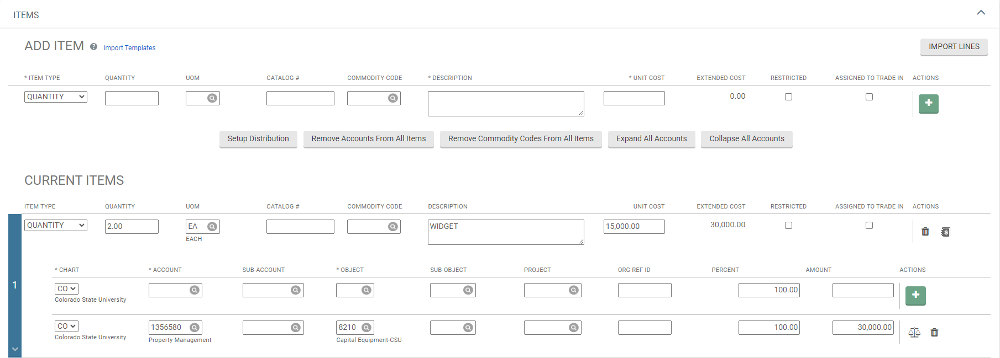 ITEMS
ADD ITEM ? Import Templates
IMPORT LINES
* ITEM TYPE QUANTITY UOM CATALOG # COMMODITY CODE * DESCRIPTION * UNIT COST EXTENDED COST RESTRICTED ASSIGNED TO TRADE IN ACTIONS
QUANTITY 0.00
Setup Distribution Remove Accounts From All Items Remove Commodity Codes From All Items Expand All Accounts Collapse All Accounts
CURRENT ITEMS
ITEM TYPE QUANTITY UOM CATALOG # COMMODITY CODE DESCRIPTION UNIT COST EXTENDED COST RESTRICTED ASSIGNED TO TRADE IN ACTIONS
QUANTITY 2.00 EA WIDGET 15,000.00 30,000.00
EACH
* CHART * ACCOUNT SUB-ACCOUNT * OBJECT SUB-OBJECT PROJECT ORG REF ID PERCENT AMOUNT ACTIONS
1
CO 100.00
Colorado State University
CO 1356580 8210 100.00 30,000.00
Colorado State University Property Management Capital Equipment-CSU